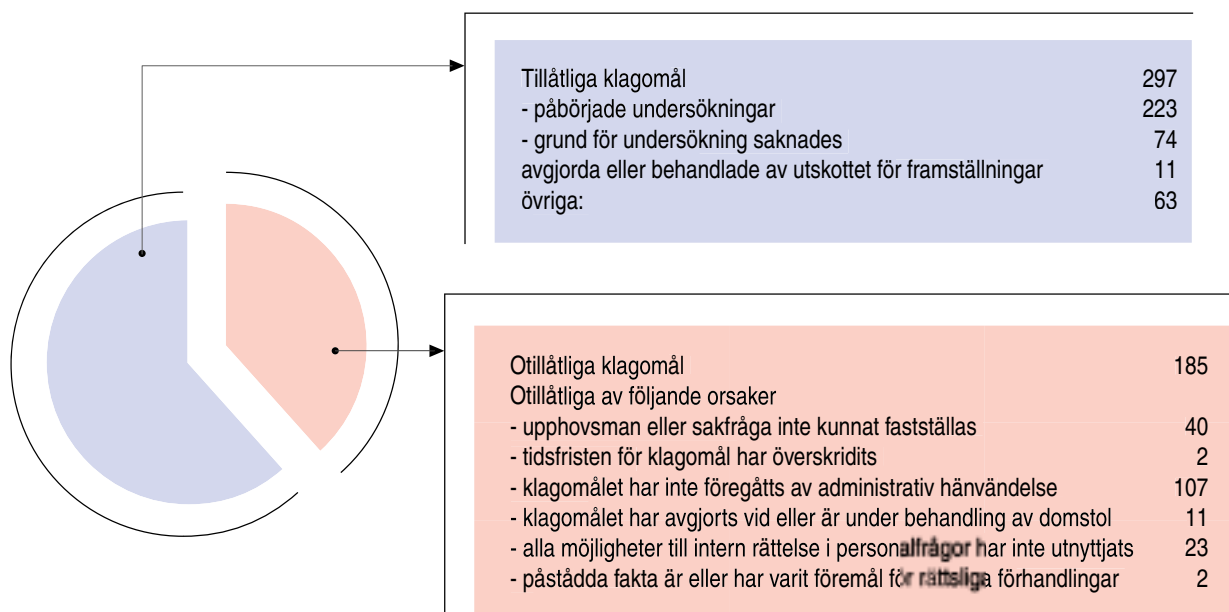 Tillåtliga klagomål 297
- påbörjade undersökningar 223
- grund för undersökning saknades 74
avgjorda eller behandlade av utskottet för framställningar 11
övriga: 63
Otillåtliga klagomål 185
Otillåtliga av följande orsaker
- upphovsman eller sakfråga inte kunnat fastställas 40
- tidsfristen för klagomål har överskridits 2
- klagomålet har inte föregåtts av administrativ hänvändelse 107
- klagomålet har avgjorts vid eller är under behandling av domstol 11
- alla möjligheter till intern rättelse i personalfrågor har inte utnyttjats 23
- påstådda fakta är eller har varit föremål för rättsliga förhandlingar 2